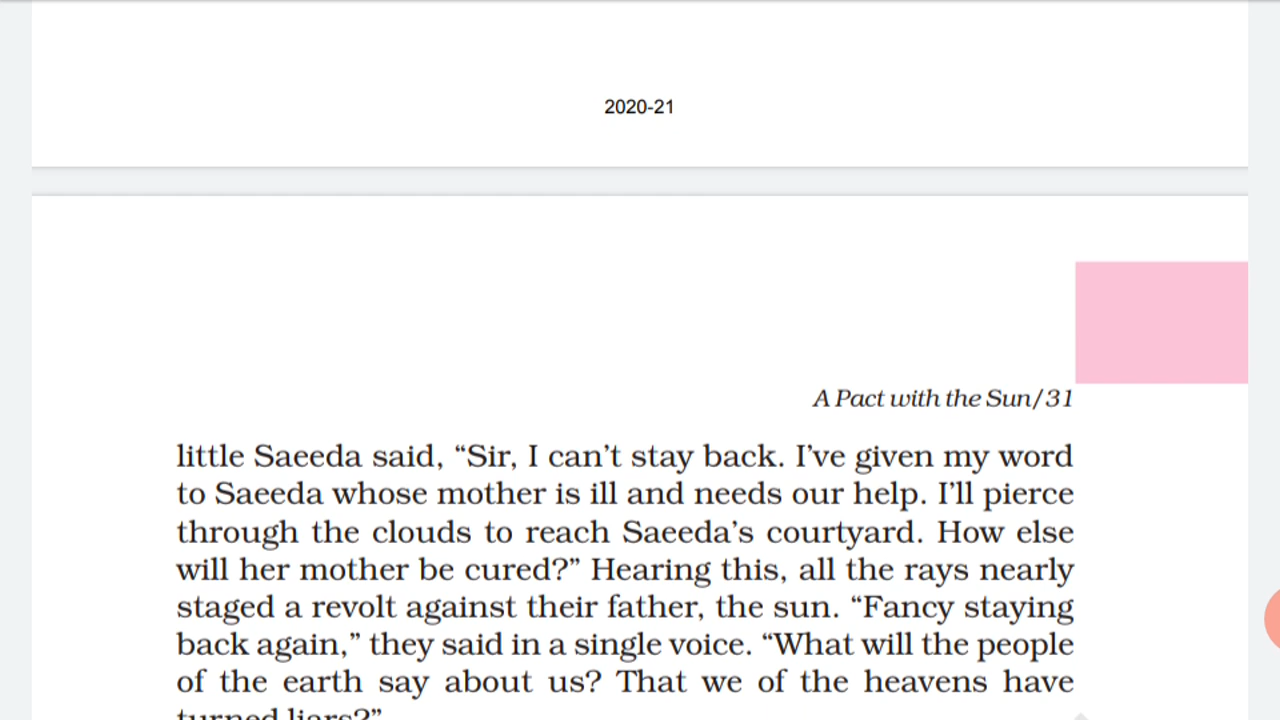 2020-21
A Pact with the Sun/31
little Saeeda said, “Sir, I can’t stay back. I’ve given my word
to Saeeda whose mother is ill and needs our help. I’ll pierce
through the clouds to reach Saeeda’s courtyard. How else
will her mother be cured?” Hearing this, all the rays nearly
staged a revolt against their father, the sun. “Fancy staying
back again,” they said in a single voice. “What will the people
of the earth say about us? That we of the heavens have
turned liars?”